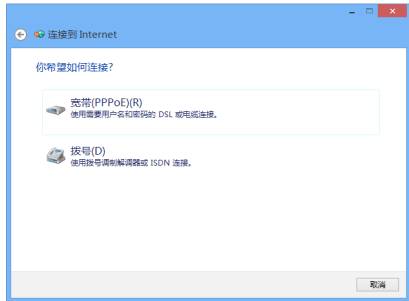 连接到 Internet
你希望如何连接?
宽带(PPPoE)(R)
使用需要用户名和密码的 DSL 或电缆连接。
拨号(D)
使用拨号调制解调器或 ISDN 连接。
取消